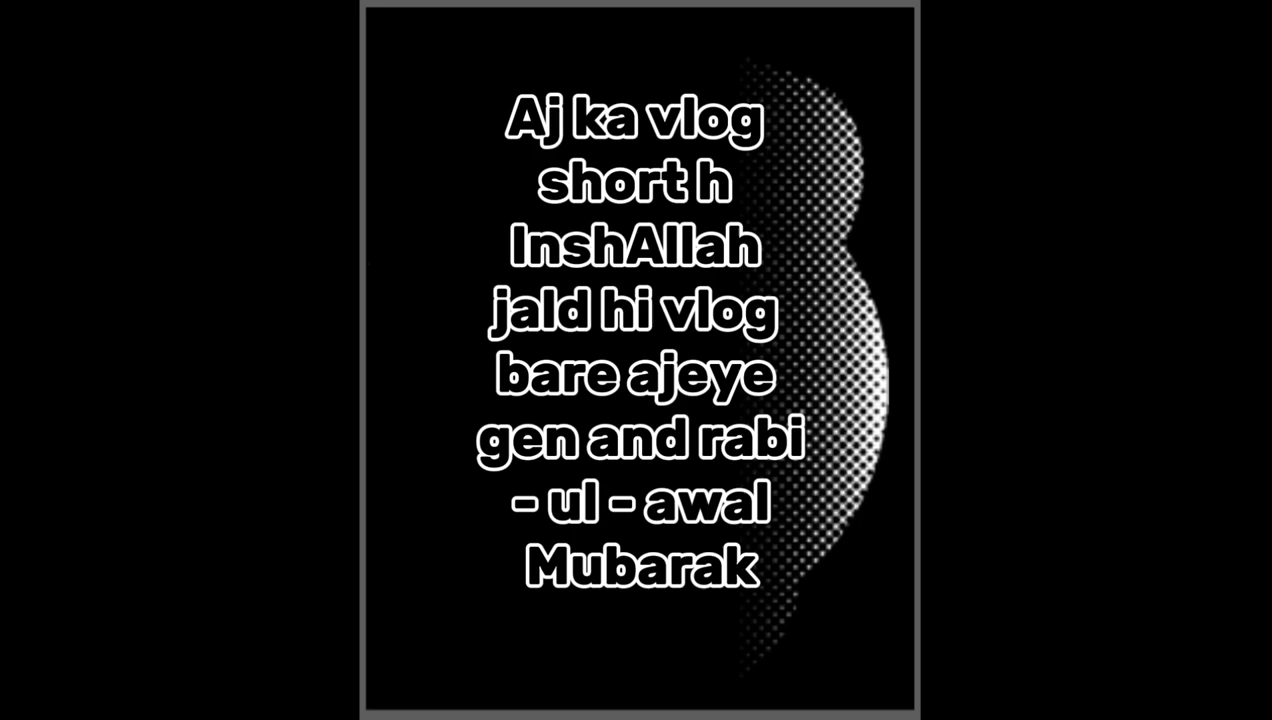 Aj ka vlog
short h
InshAllah
jald hi vlog
bare ajeye
gen and rabi
- ul - awal
Mubarak